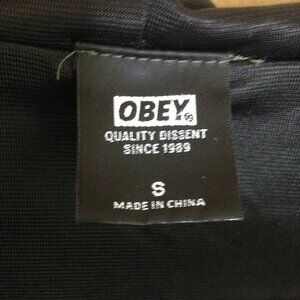 OBEY®
QUALITY DISSENT
SINCE 1989
S
MADE IN CHINA